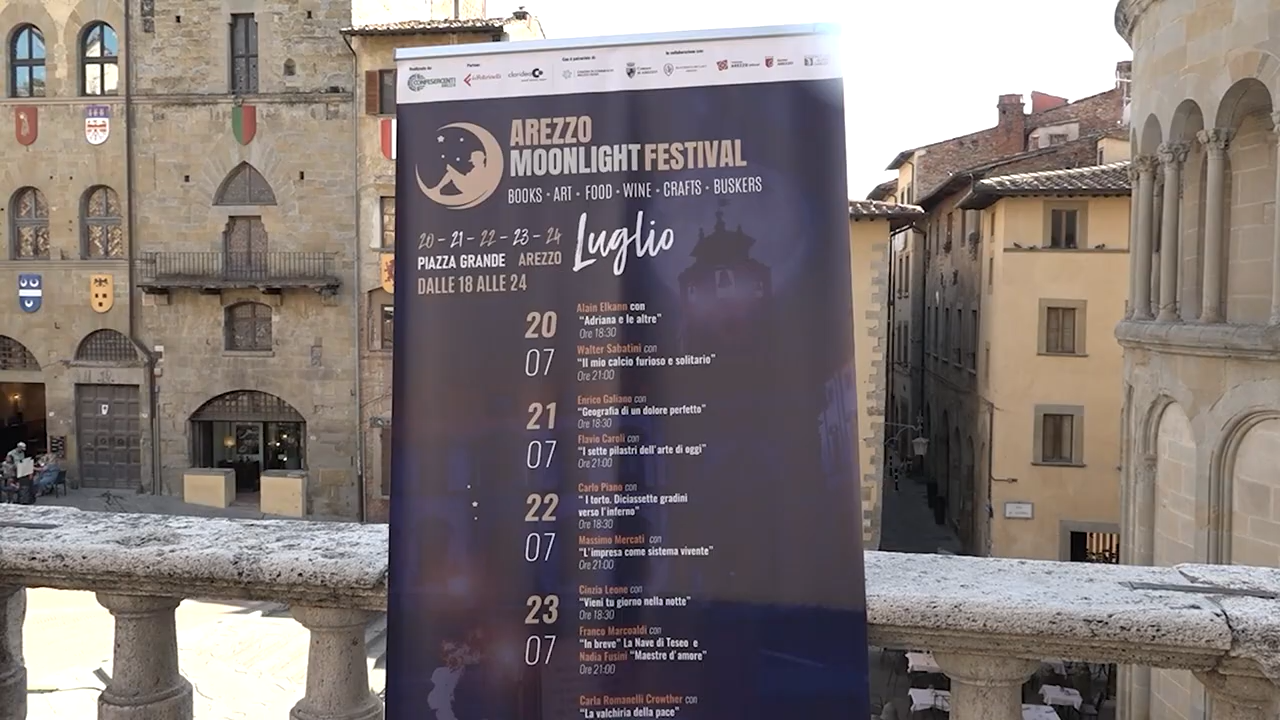 Partner:
in collaborazione con:
CONFESERCENTI
laFeltrinelli
AREZZO
MOONLIGHT FESTIVAL
BOOKS • ART • FOOD • WINE • CRAFTS • BUSKERS
20 – 21 – 22 – 23 – 24 Luglio
PIAZZA GRANDE AREZZO
DALLE 18 ALLE 24
20
07
Alain Elkann con
“Adriana e le altre”
Ore 18:30
Walter Sabatini con
“Il mio calcio furioso e solitario”
Ore 21:00
21
07
Enrico Galiano con
“Geografia di un dolore perfetto”
Ore 18:30
Flavio Caroli con
“I sette pilastri dell’arte di oggi”
Ore 21:00
22
07
Carlo Piano con
“ I torto. Diciassette gradini
verso l’inferno”
Ore 18:30
Massimo Mercati con
“L’impresa come sistema vivente”
Ore 21:00
23
07
Cinzia Leone con
“Vieni tu giorno nella notte”
Ore 18:30
Franco Marcoaldi con
“In breve” La Nave di Teseo e
Nadia Fusini “Maestre d’amore”
Ore 21:00
Carla Romanelli Crowther con
“La valchiria della pace”